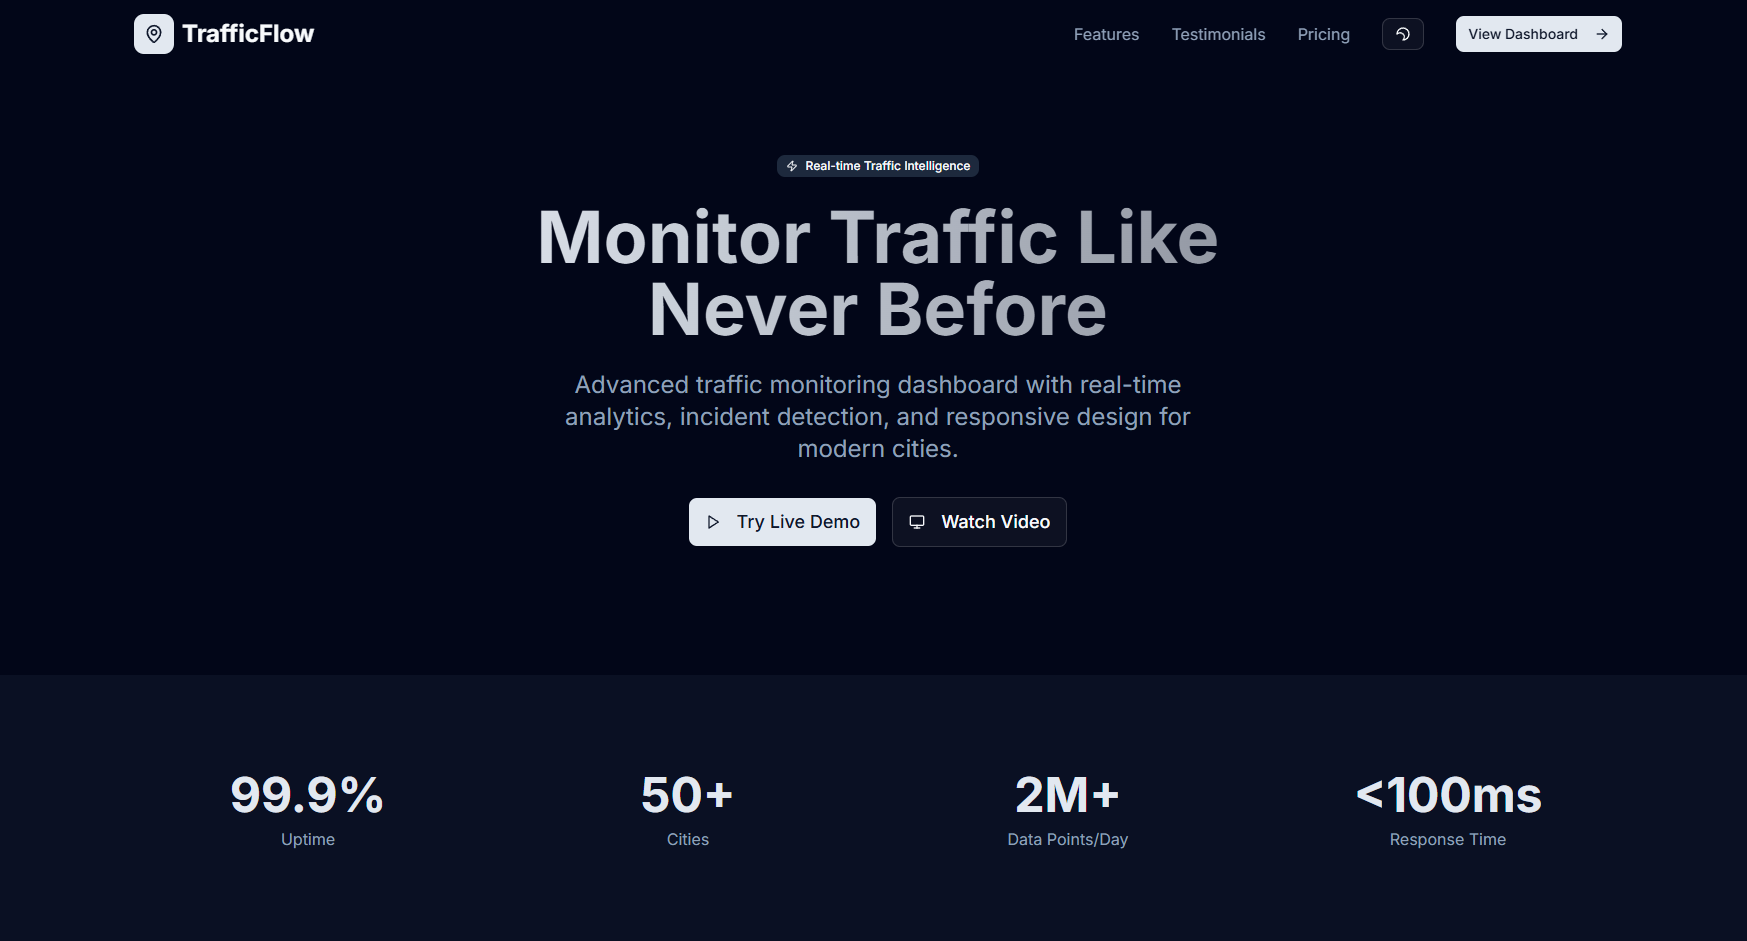 TrafficFlow
Features
Testimonials
Pricing
View Dashboard
Real-time Traffic Intelligence
Monitor Traffic Like
Never Before
Advanced traffic monitoring dashboard with real-time
analytics, incident detection, and responsive design for
modern cities.
Try Live Demo
Watch Video
99.9%
Uptime
50+
Cities
2M+
Data Points/Day
<100ms
Response Time